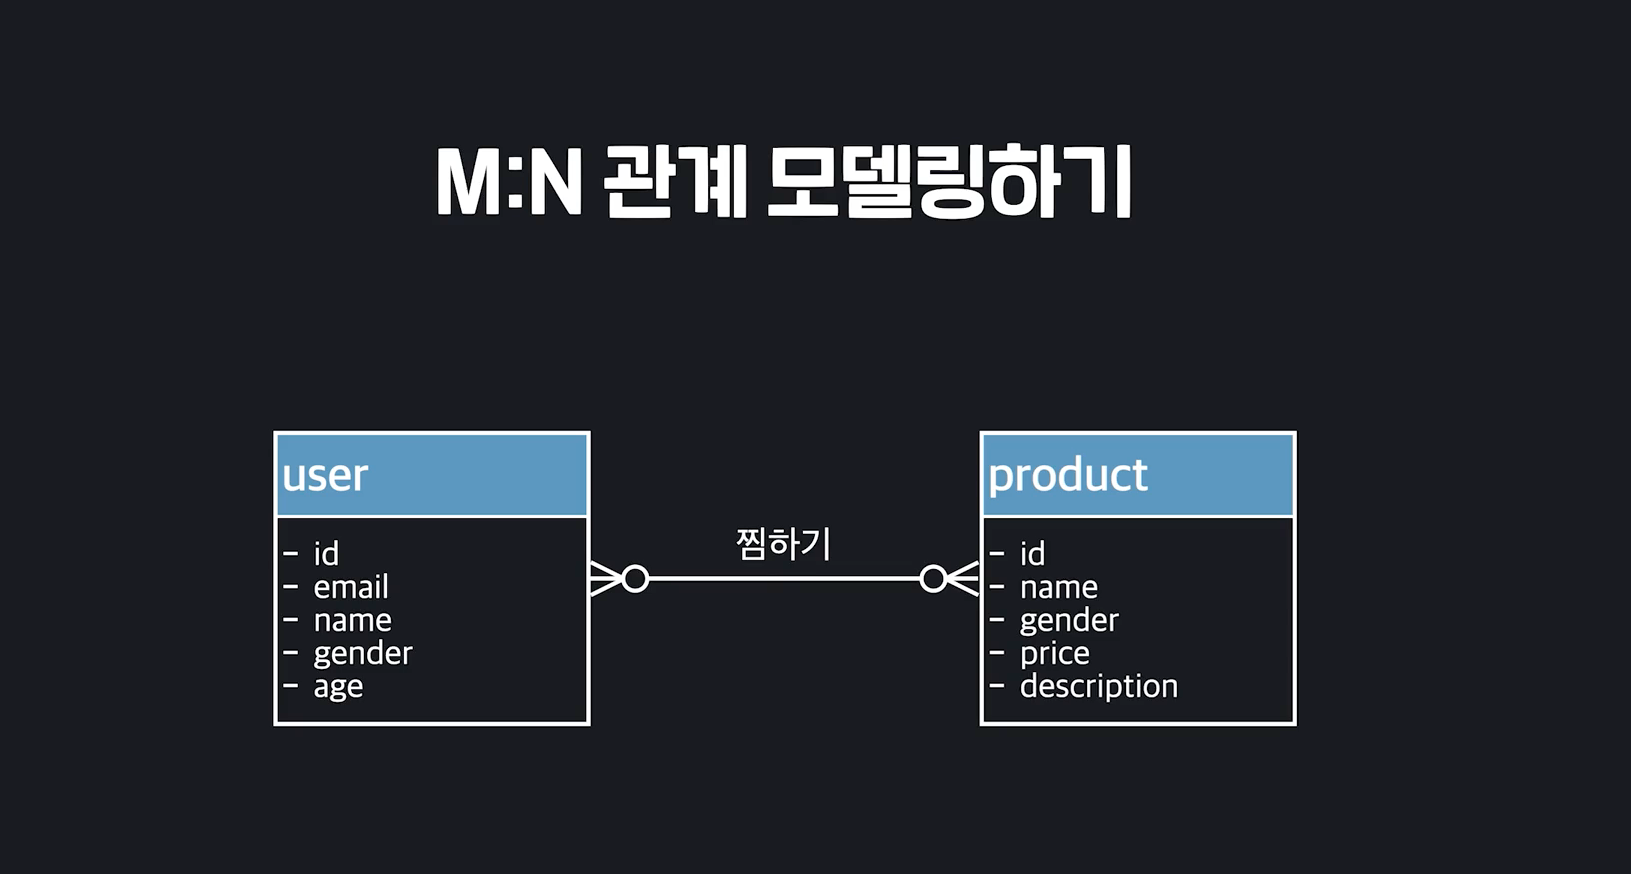 M:N 관계 모델링하기
user
- id
- email
- name
- gender
- age
찜하기
product
- id
- name
- gender
- price
- description